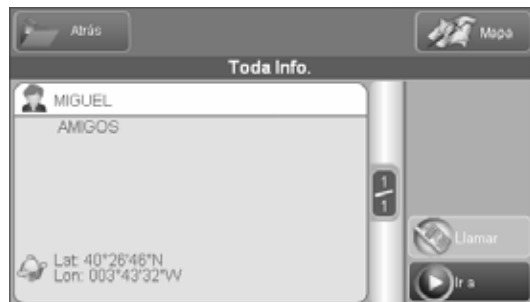 Atrás
Mapa
Toda Info.
MIGUEL
AMIGOS
1
1
Lat: 40°26'46"N
Lon: 003°43'32"W
Llamar
Ir a